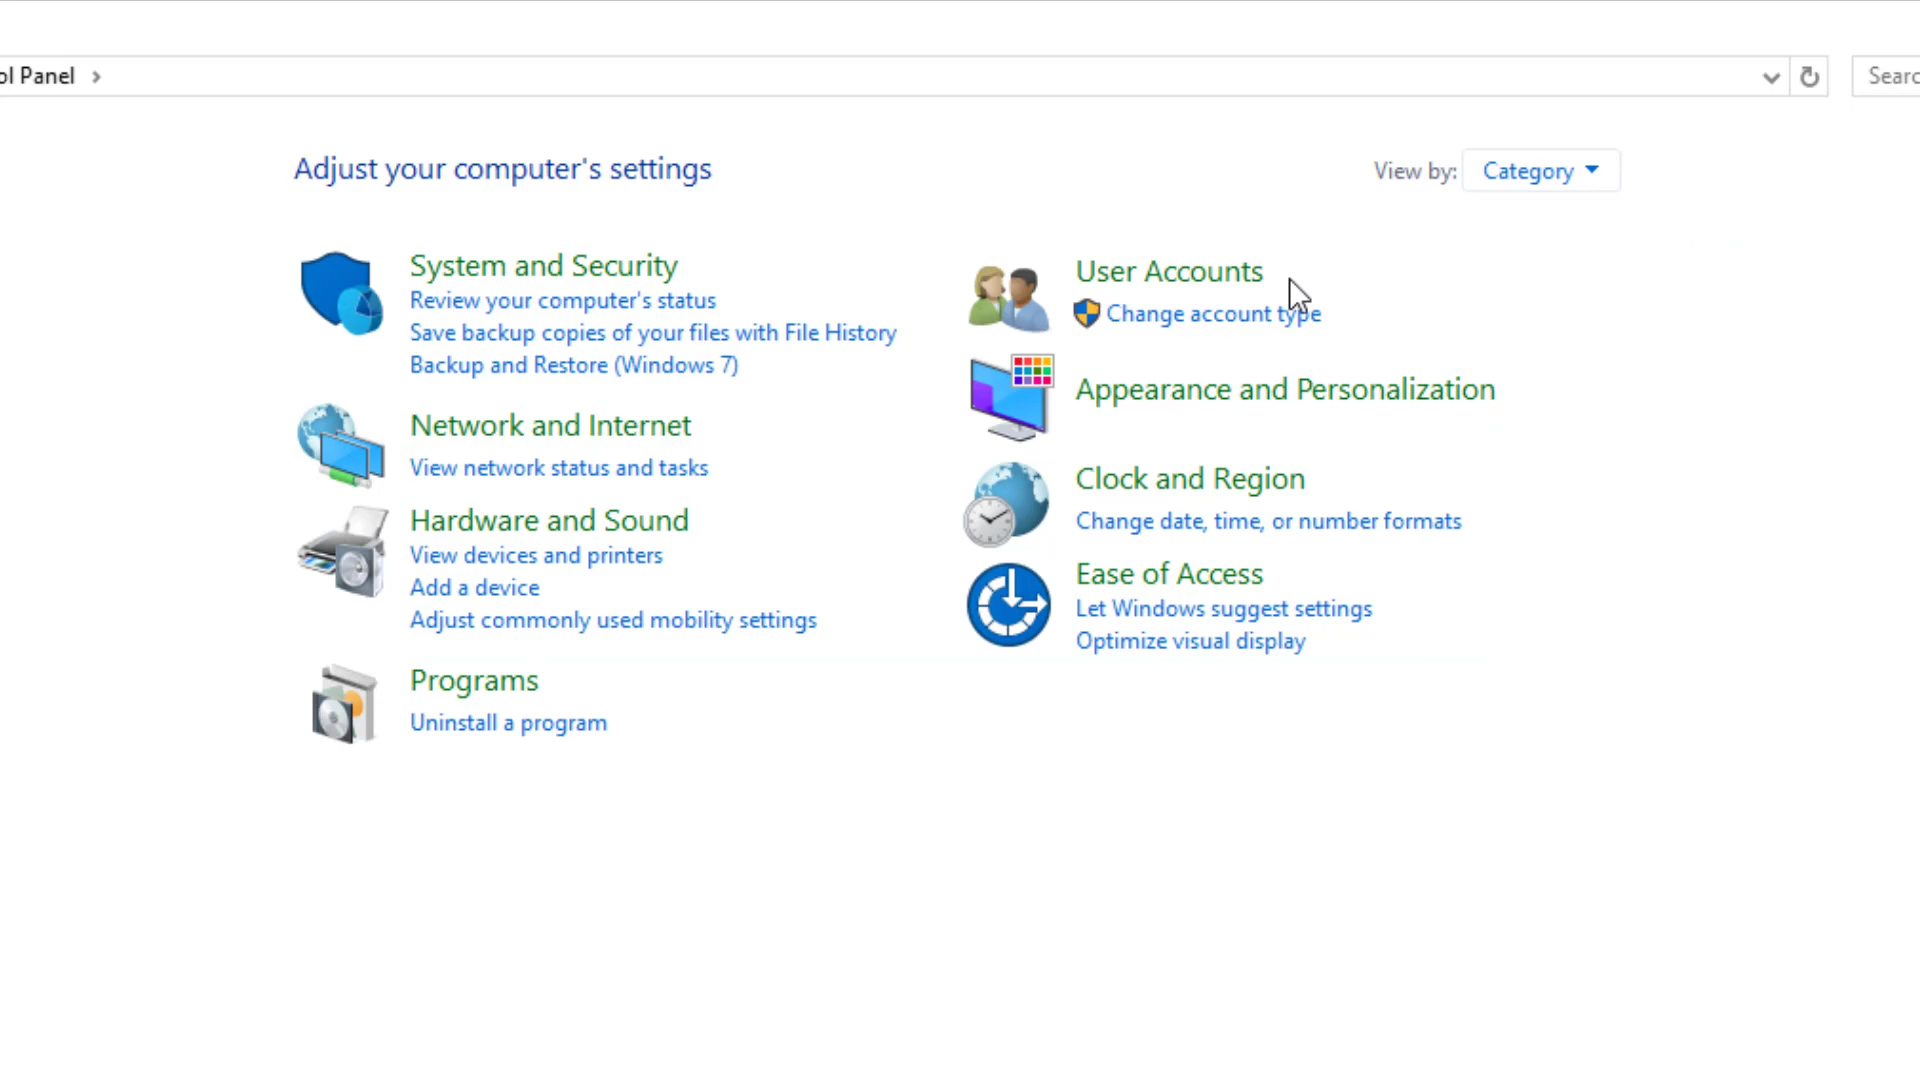 ol Panel
Searc
Adjust your computer's settings
View by: Category
System and Security
Review your computer's status
Save backup copies of your files with File History
Backup and Restore (Windows 7)
Network and Internet
View network status and tasks
Hardware and Sound
View devices and printers
Add a device
Adjust commonly used mobility settings
Programs
Uninstall a program
User Accounts
Change account type
Appearance and Personalization
Clock and Region
Change date, time, or number formats
Ease of Access
Let Windows suggest settings
Optimize visual display